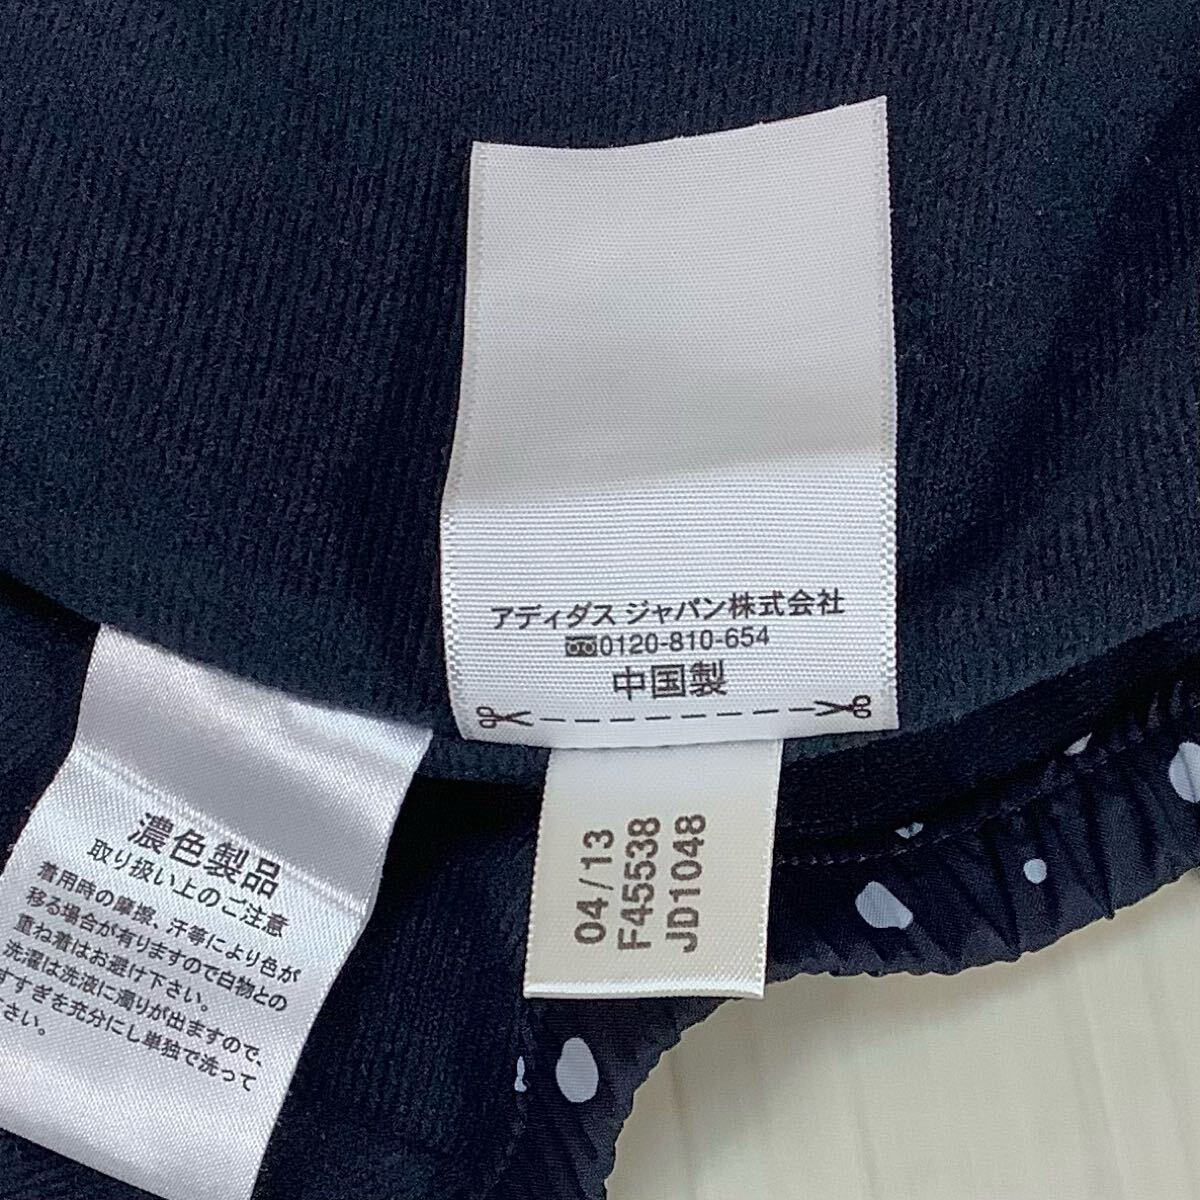 アディダス ジャパン株式会社
0120-810-654
中国製
04/13
F45538
JD1048
濃色製品
取り扱い上のご注意
着用時の摩擦、汗等により色が
移る場合が有りますので白物との
重ね着はお避け下さい。
洗濯は洗液に濁りが出ますので、
すすぎを充分にし単独で洗って
ださい。